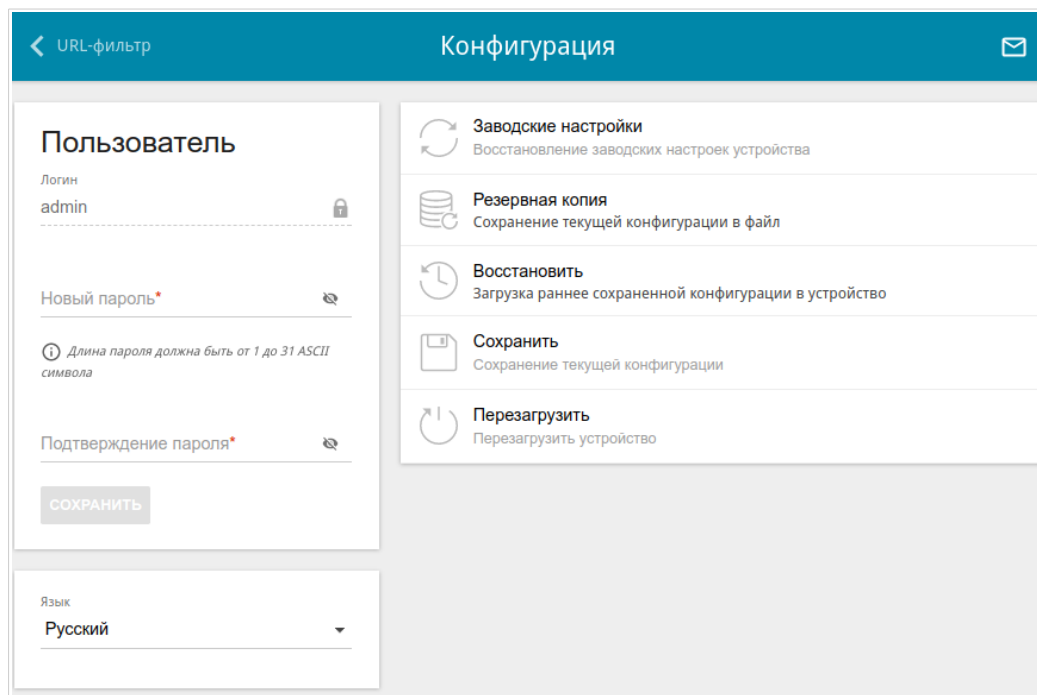 URL-фильтр
Конфигурация
Пользователь
Логин
admin
Новый пароль*
Длина пароля должна быть от 1 до 31 ASCII
символа
Подтверждение пароля*
СОХРАНИТЬ
Язык
Русский
Заводские настройки
Восстановление заводских настроек устройства
Резервная копия
Сохранение текущей конфигурации в файл
Восстановить
Загрузка раннее сохраненной конфигурации в устройство
Сохранить
Сохранение текущей конфигурации
Перезагрузить
Перезагрузить устройство